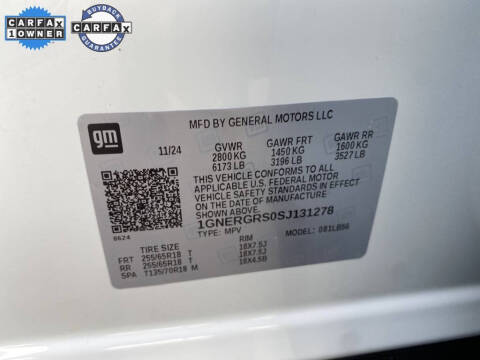 CARFAX
1 OWNER
BUYBACK
CARFAX
GUARANTEE
MFD BY GENERAL MOTORS LLC
gm
11/24 GVWR GAWR FRT GAWR RR
2800 KG 1450 KG 1600 KG
6173 LB 3196 LB 3527 LB
THIS VEHICLE CONFORMS TO ALL
APPLICABLE U.S. FEDERAL MOTOR
VEHICLE SAFETY STANDARDS IN EFFECT
ON THE DATE OF MANUFACTURE SHOWN
ABOVE.
1GNERGRS0SJ131278
TYPE: MPV MODEL: 081LB56
8624
TIRE SIZE RIM
FRT 255/65R18 T 18X7.5J
RR 255/65R18 T 18X7.5J
SPA T135/70R18 M 18X4.5B